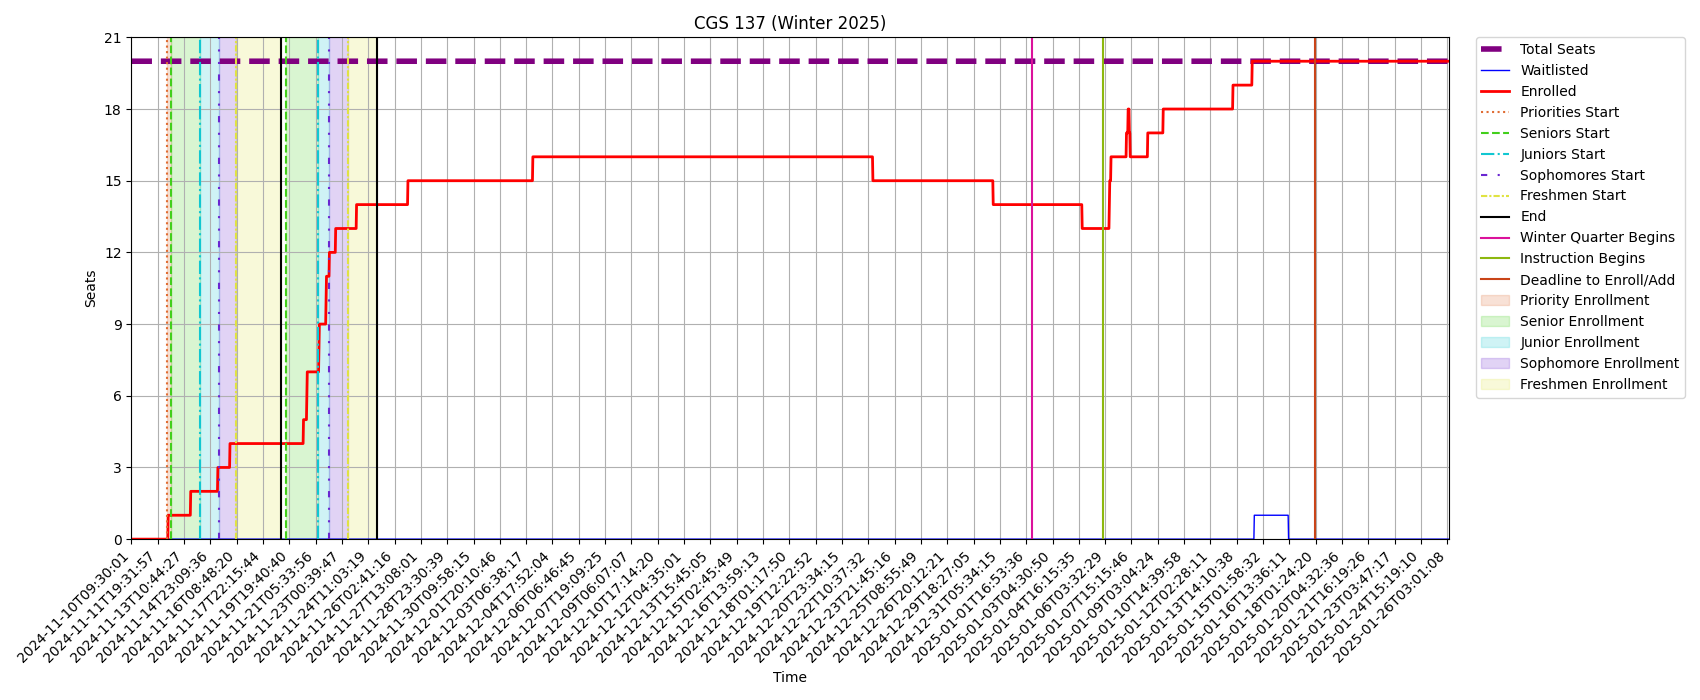 CGS 137 (Winter 2025)
21
18
15
12
9
6
3
0
Seats
2024-11-10T09:30:01
2024-11-11T19:31:57
2024-11-13T10:44:27
2024-11-14T23:09:36
2024-11-16T08:48:20
2024-11-17T22:15:44
2024-11-19T19:40:40
2024-11-21T05:33:56
2024-11-23T00:39:47
2024-11-24T11:03:19
2024-11-26T02:41:16
2024-11-27T13:08:01
2024-11-28T23:30:39
2024-11-30T09:58:15
2024-12-01T20:10:46
2024-12-03T06:38:17
2024-12-04T17:52:04
2024-12-06T06:46:45
2024-12-07T19:09:25
2024-12-09T06:07:07
2024-12-10T17:14:20
2024-12-12T04:35:01
2024-12-13T15:45:05
2024-12-15T02:45:49
2024-12-16T13:59:13
2024-12-18T01:17:50
2024-12-19T12:22:52
2024-12-20T23:34:15
2024-12-22T10:37:32
2024-12-23T21:45:16
2024-12-25T08:55:49
2024-12-26T20:12:21
2024-12-29T18:27:05
2024-12-31T05:34:15
2025-01-01T16:53:36
2025-01-03T04:30:50
2025-01-04T16:15:35
2025-01-06T03:32:29
2025-01-07T15:15:46
2025-01-09T03:04:24
2025-01-10T14:39:58
2025-01-12T02:28:11
2025-01-13T14:10:38
2025-01-15T01:58:32
2025-01-16T13:36:11
2025-01-18T01:24:20
2025-01-20T04:32:36
2025-01-21T16:19:26
2025-01-23T03:47:17
2025-01-24T15:19:10
2025-01-26T03:01:08
Time
Total Seats
Waitlisted
Enrolled
Priorities Start
Seniors Start
Juniors Start
Sophomores Start
Freshmen Start
End
Winter Quarter Begins
Instruction Begins
Deadline to Enroll/Add
Priority Enrollment
Senior Enrollment
Junior Enrollment
Sophomore Enrollment
Freshmen Enrollment